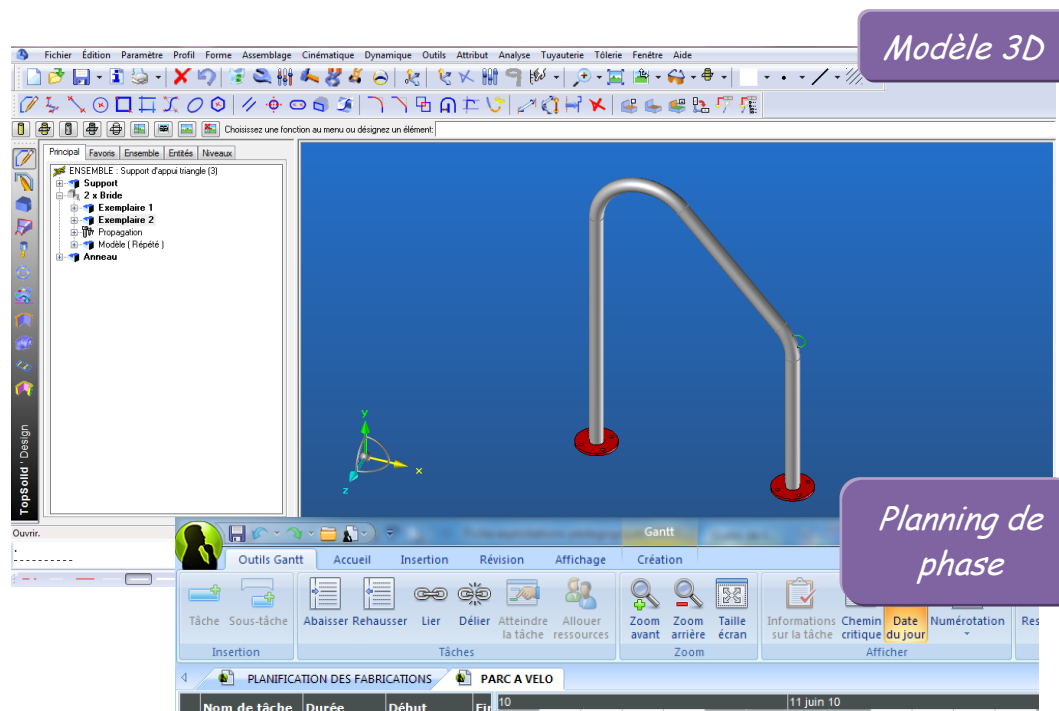 Modèle 3D
Fichier Édition Paramètre Profil Forme Assemblage Cinématique Dynamique Outils Attribut Analyse Tuyauterie Tôlerie Fenêtre Aide
Choisissez une fonction au menu ou désignez un élément:
Principal Favoris Ensemble Entités Niveaux
ENSEMBLE : Support d'appui triangle (3)
Support
2 x Bride
Exemplaire 1
Exemplaire 2
Propagation
Modèle ( Répété )
Anneau
TopSolid'Design
y
x
z
Ouvrir.
Planning de
phase
Gantt
Outils Gantt Accueil Insertion Révision Affichage Création
Tâche Sous-tâche Abaisser Rehausser Lier Délier Atteindre la tâche Allouer ressources Zoom avant Zoom arrière Taille écran Informations sur la tâche Chemin critique Date du jour Numérotation Res
Insertion Tâches Zoom Afficher
PLANIFICATION DES FABRICATIONS PARC A VELO
Nom de tâche Durée Début Fin 10 11 juin 10